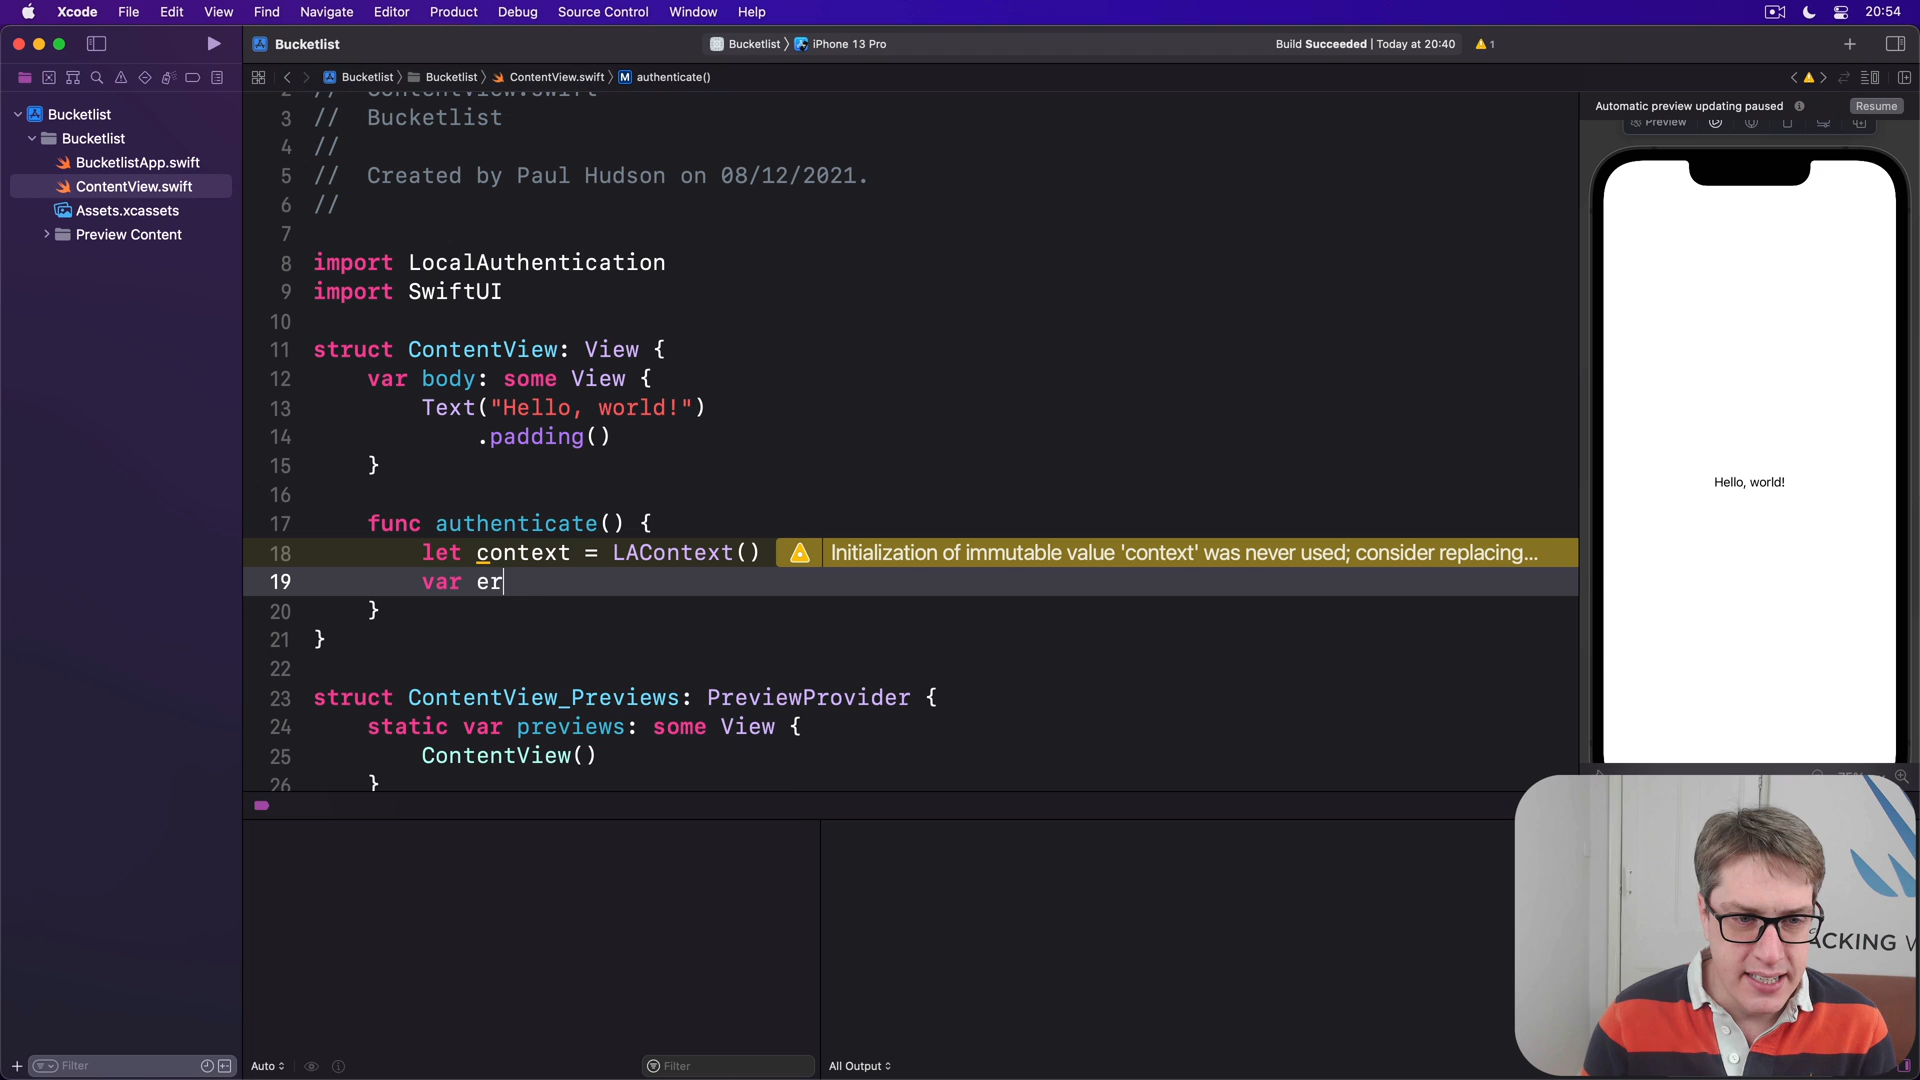 Xcode File Edit View Find Navigate Editor Product Debug Source Control Window Help 20:54
Bucketlist Bucketlist iPhone 13 Pro Build Succeeded | Today at 20:40 1
Bucketlist Bucketlist ContentView.swift M authenticate()
Bucketlist
Bucketlist
BucketlistApp.swift
ContentView.swift
Assets.xcassets
Preview Content
2 // ContentView.swift
3 // Bucketlist
4 //
5 // Created by Paul Hudson on 08/12/2021.
6 //
7
8 import LocalAuthentication
9 import SwiftUI
10
11 struct ContentView: View {
12 var body: some View {
13 Text("Hello, world!")
14 .padding()
15 }
16
17 func authenticate() {
18 let context = LAContext() Initialization of immutable value 'context' was never used; consider replacing...
19 var er
20 }
21 }
22
23 struct ContentView_Previews: PreviewProvider {
24 static var previews: some View {
25 ContentView()
26 }
Automatic preview updating paused Resume
Preview
Hello, world!
75%
ACKING W
Filter
Auto
Filter
All Output